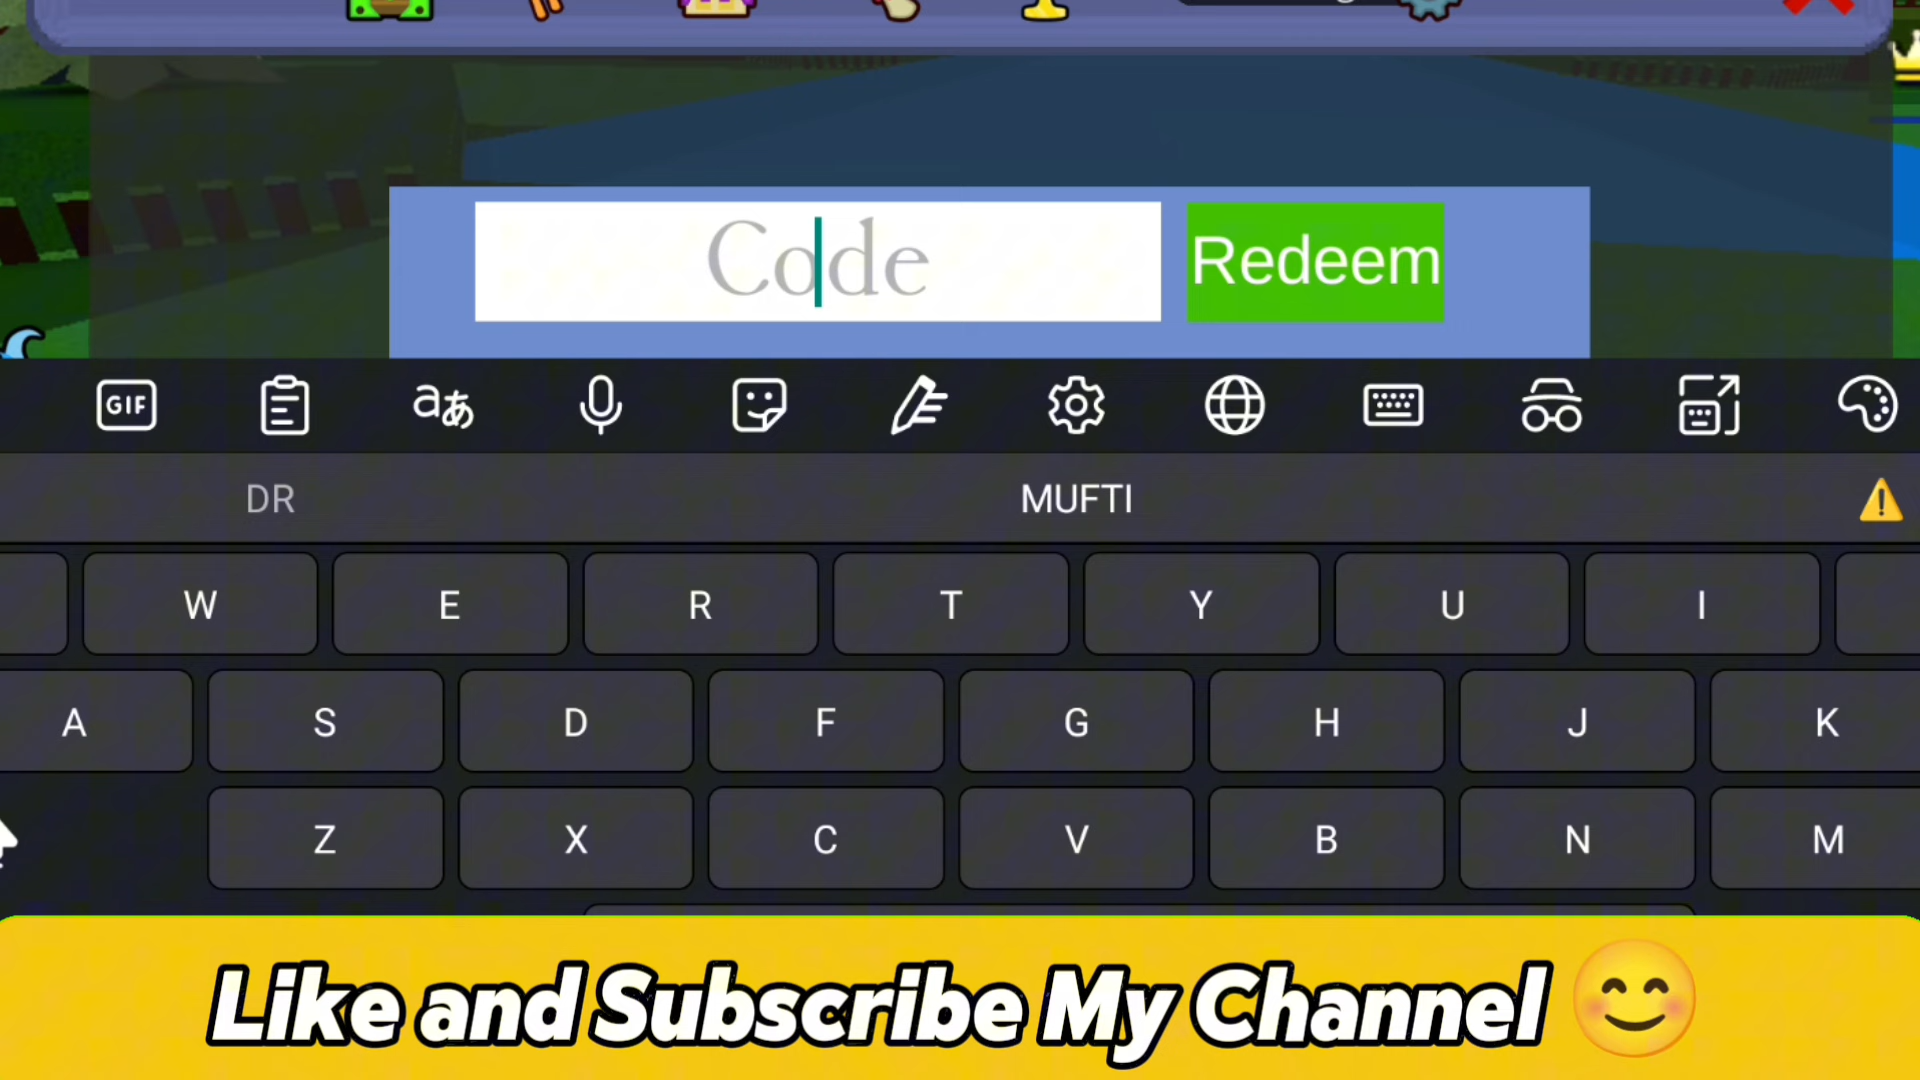 Code
Redeem
GIF
aあ
DR MUFTI
W E R T Y U I
A S D F G H J K
Z X C V B N M
Like and Subscribe My Channel